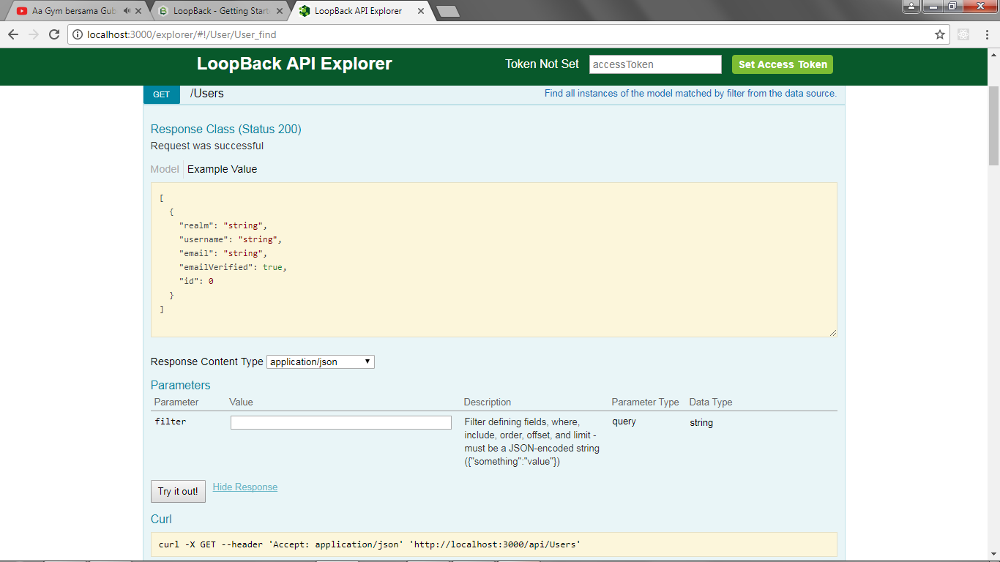 Aa Gym bersama Gub
LoopBack - Getting Start
LoopBack API Explorer
localhost:3000/explorer/#!/User/User_find
LoopBack API Explorer
Token Not Set
accessToken
Set Access Token
GET
/Users
Find all instances of the model matched by filter from the data source.
Response Class (Status 200)
Request was successful
Model
Example Value
[
{
"realm": "string",
"username": "string",
"email": "string",
"emailVerified": true,
"id": 0
}
]
Response Content Type application/json
Parameters
Parameter Value Description Parameter Type Data Type
filter
Filter defining fields, where,
include, order, offset, and limit -
must be a JSON-encoded string
({"something":"value"})
query
string
Try it out!
Hide Response
Curl
curl -X GET --header 'Accept: application/json' 'http://localhost:3000/api/Users'